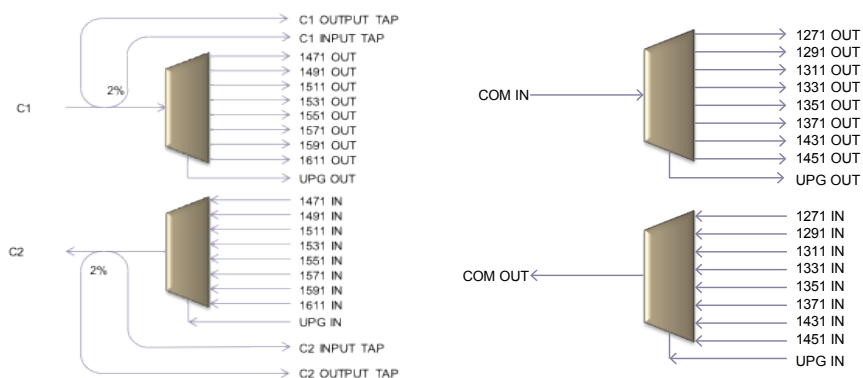 C1 OUTPUT TAP
C1 INPUT TAP
1471 OUT
1491 OUT
1511 OUT
1531 OUT
1551 OUT
1571 OUT
1591 OUT
1611 OUT
UPG OUT
2%
C1
1471 IN
1491 IN
1511 IN
1531 IN
1551 IN
1571 IN
1591 IN
1611 IN
UPG IN
C2
2%
C2 INPUT TAP
C2 OUTPUT TAP
1271 OUT
1291 OUT
1311 OUT
1331 OUT
1351 OUT
1371 OUT
1431 OUT
1451 OUT
UPG OUT
COM IN
1271 IN
1291 IN
1311 IN
1331 IN
1351 IN
1371 IN
1431 IN
1451 IN
UPG IN
COM OUT